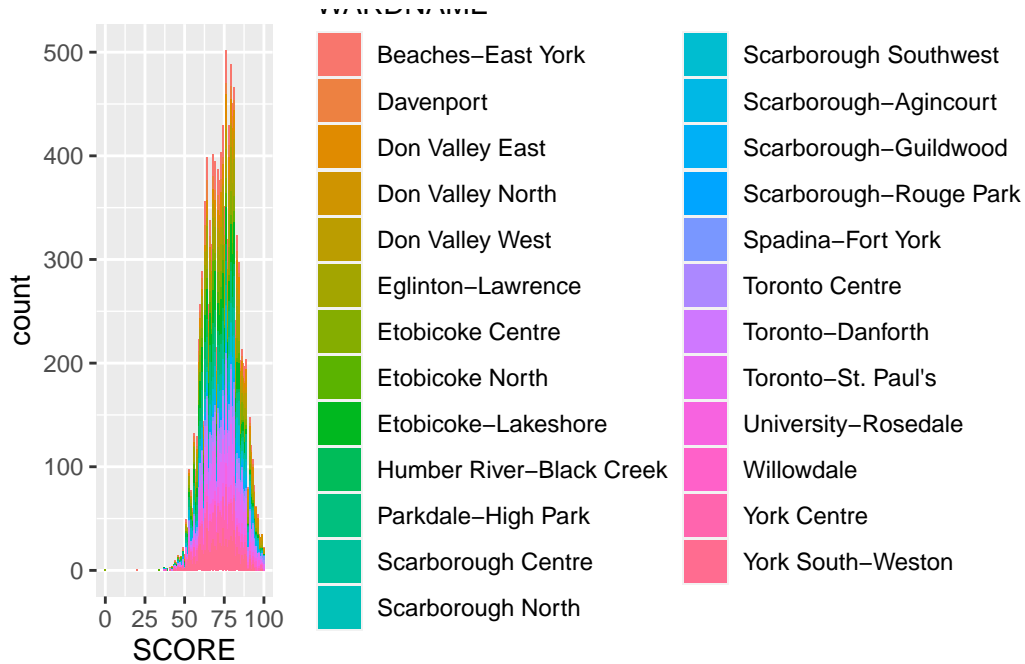 WARDNAME
500
400
300
200
100
0
count
0 25 50 75 100
SCORE
Beaches−East York
Davenport
Don Valley East
Don Valley North
Don Valley West
Eglinton−Lawrence
Etobicoke Centre
Etobicoke North
Etobicoke−Lakeshore
Humber River−Black Creek
Parkdale−High Park
Scarborough Centre
Scarborough North
Scarborough Southwest
Scarborough−Agincourt
Scarborough−Guildwood
Scarborough−Rouge Park
Spadina−Fort York
Toronto Centre
Toronto−Danforth
Toronto−St. Paul's
University−Rosedale
Willowdale
York Centre
York South−Weston